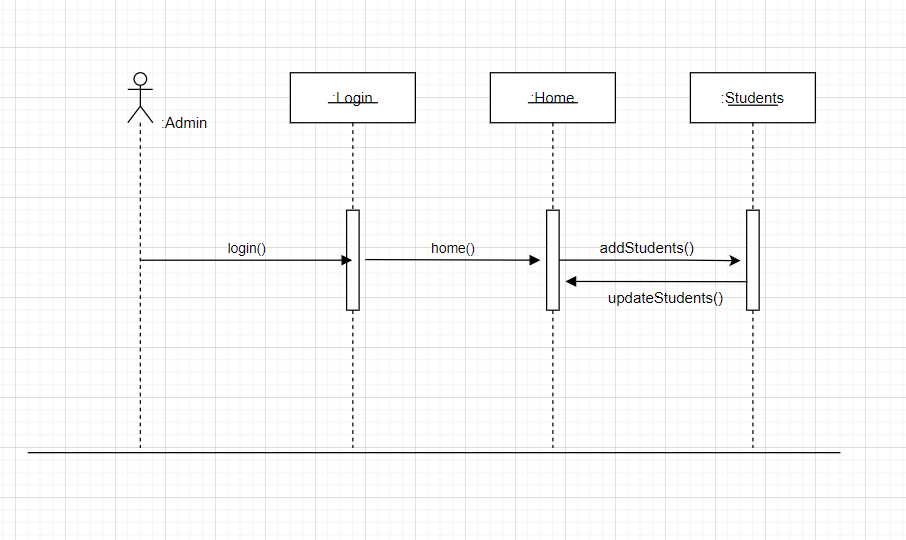 :Login
:Home
:Students
:Admin
login()
home()
addStudents()
updateStudents()